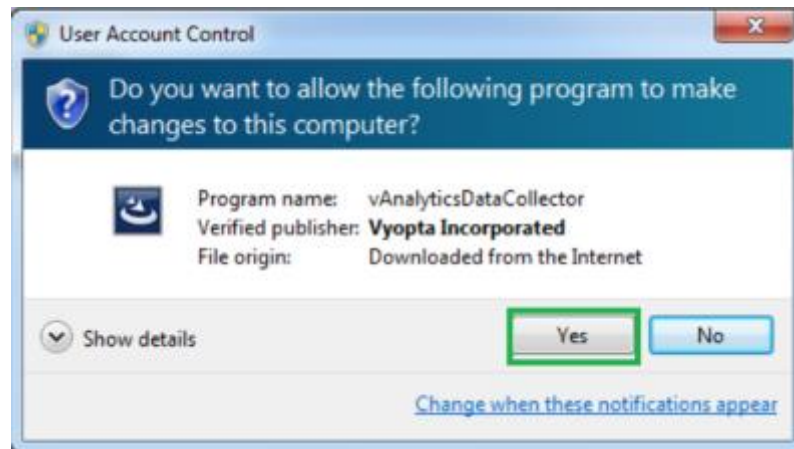 User Account Control
Do you want to allow the following program to make
changes to this computer?
Program name: vAnalyticsDataCollector
Verified publisher: Vyopta Incorporated
File origin: Downloaded from the Internet
Show details
Yes
No
Change when these notifications appear